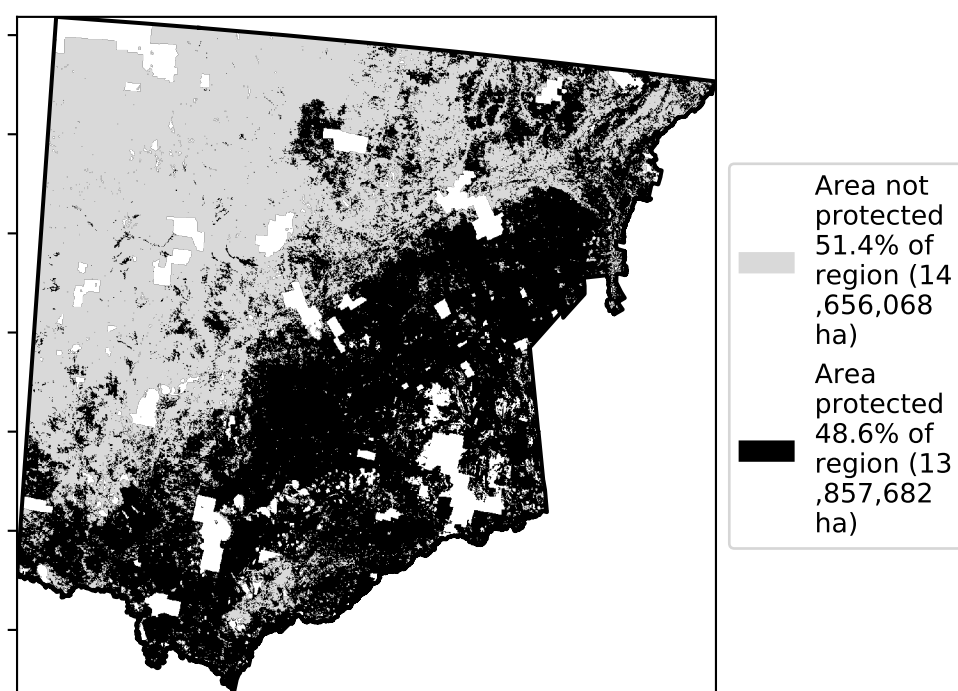 Area not
protected
51.4% of
region (14
,656,068
ha)
Area
protected
48.6% of
region (13
,857,682
ha)